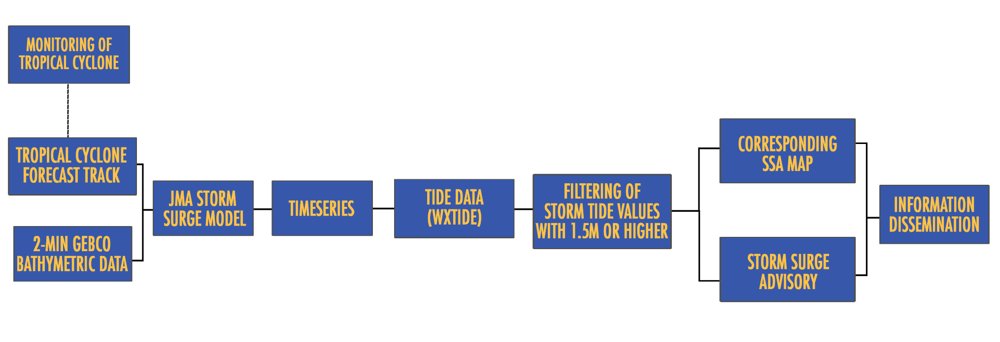 MONITORING OF
TROPICAL CYCLONE
TROPICAL CYCLONE
FORECAST TRACK
2-MIN GEBCO
BATHYMETRIC DATA
JMA STORM
SURGE MODEL
TIMESERIES
TIDE DATA
(WXTIDE)
FILTERING OF
STORM TIDE VALUES
WITH 1.5M OR HIGHER
CORRESPONDING
SSA MAP
STORM SURGE
ADVISORY
INFORMATION
DISSEMINATION